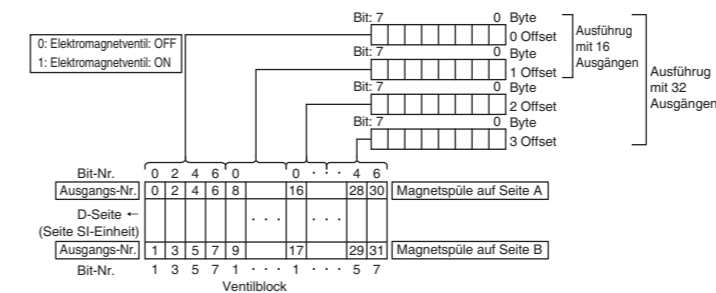 Bit: 7 0 Byte
0 Offset
Bit: 7 0 Byte
1 Offset
Bit: 7 0 Byte
2 Offset
Bit: 7 0 Byte
3 Offset
Ausführung
mit 16
Ausgängen
Ausführung
mit 32
Ausgängen
0: Elektromagnetventil: OFF
1: Elektromagnetventil: ON
Bit-Nr. 0 2 4 6 0 0 · · · 4 6
Ausgangs-Nr. 0 2 4 6 8 16 28 30 Magnetspüle auf Seite A
D-Seite ←
(Seite SI-Einheit) · · · · · ·
Ausgangs-Nr. 1 3 5 7 9 17 29 31 Magnetspüle auf Seite B
Bit-Nr. 1 3 5 7 1 · · · 1 · · · 5 7
Ventilblock